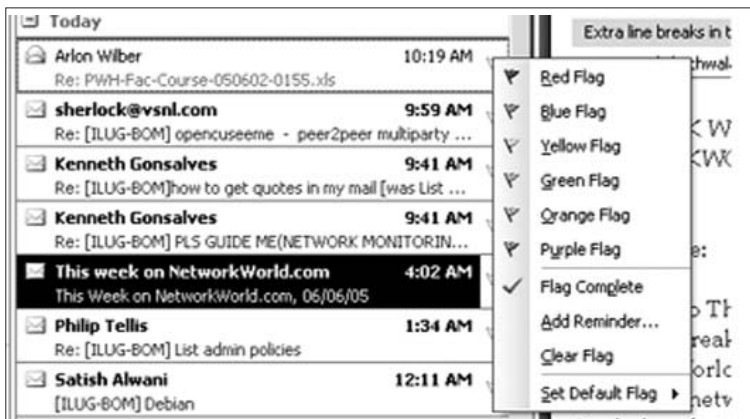 Today
Arlon Wilber 10:19 AM
Re: PWH-Fac-Course-050602-0155.xls
sherlock@vsnl.com 9:59 AM
Re: [ILUG-BOM] opencuseeme - peer2peer multiparty ...
Kenneth Gonsalves 9:41 AM
Re: [ILUG-BOM]how to get quotes in my mail [was List ...
Kenneth Gonsalves 9:41 AM
Re: [ILUG-BOM] PLS GUIDE ME(NETWORK MONITORIN...
This week on NetworkWorld.com 4:02 AM
This Week on NetworkWorld.com, 06/06/05
Philip Tellis 1:34 AM
Re: [ILUG-BOM] List admin policies
Satish Alwani 12:11 AM
[ILUG-BOM] Debian
Extra line breaks in t
Red Flag
Blue Flag
Yellow Flag
Green Flag
Orange Flag
Purple Flag
Flag Complete
Add Reminder...
Clear Flag
Set Default Flag